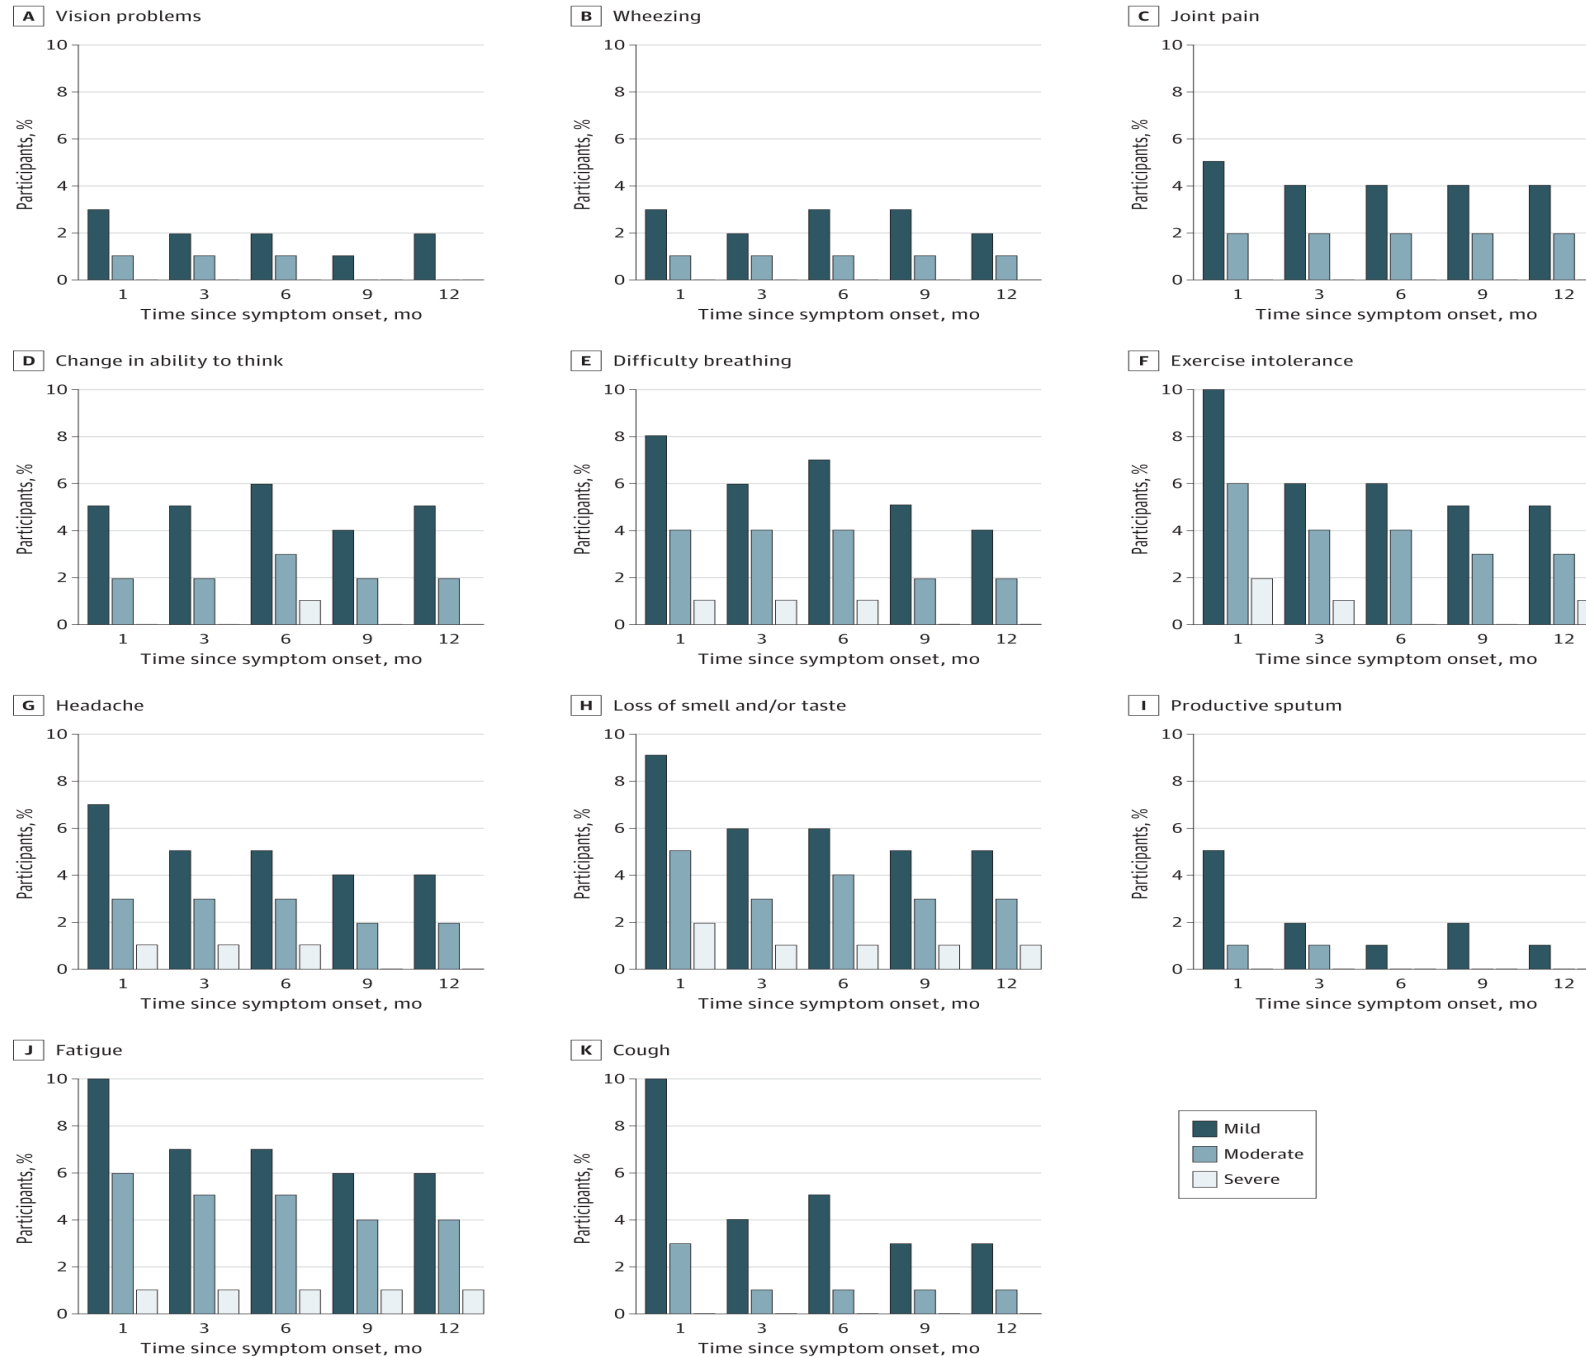 A Vision problems
Participants, %
10
8
6
4
2
0
1 3 6 9 12
Time since symptom onset, mo
B Wheezing
Participants, %
10
8
6
4
2
0
1 3 6 9 12
Time since symptom onset, mo
C Joint pain
Participants, %
10
8
6
4
2
0
1 3 6 9 12
Time since symptom onset, mo
D Change in ability to think
Participants, %
10
8
6
4
2
0
1 3 6 9 12
Time since symptom onset, mo
E Difficulty breathing
Participants, %
10
8
6
4
2
0
1 3 6 9 12
Time since symptom onset, mo
F Exercise intolerance
Participants, %
10
8
6
4
2
0
1 3 6 9 12
Time since symptom onset, mo
G Headache
Participants, %
10
8
6
4
2
0
1 3 6 9 12
Time since symptom onset, mo
H Loss of smell and/or taste
Participants, %
10
8
6
4
2
0
1 3 6 9 12
Time since symptom onset, mo
I Productive sputum
Participants, %
10
8
6
4
2
0
1 3 6 9 12
Time since symptom onset, mo
J Fatigue
Participants, %
10
8
6
4
2
0
1 3 6 9 12
Time since symptom onset, mo
K Cough
Participants, %
10
8
6
4
2
0
1 3 6 9 12
Time since symptom onset, mo
Mild
Moderate
Severe